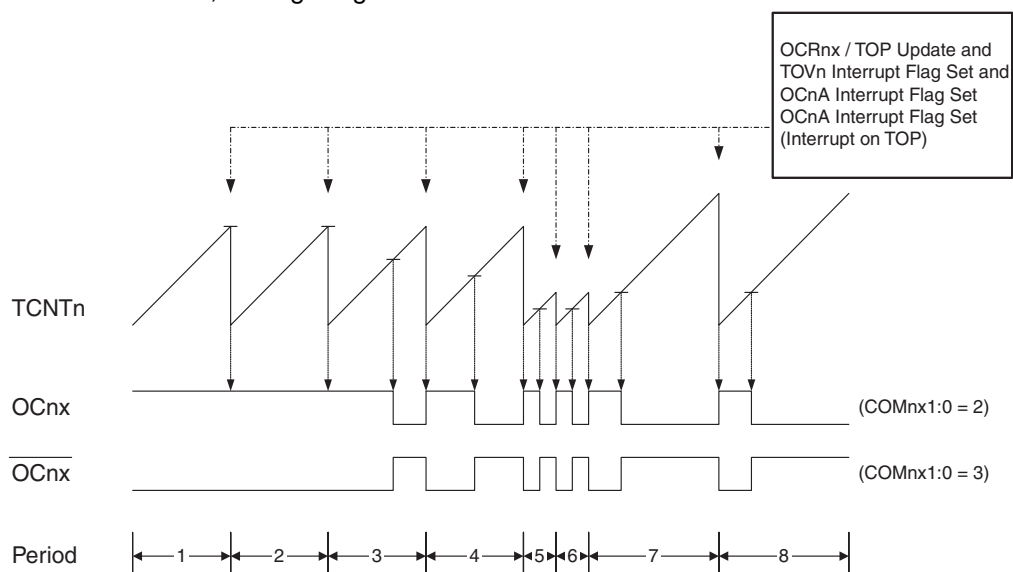 OCRnx / TOP Update and
TOVn Interrupt Flag Set and
OCnA Interrupt Flag Set
OCnA Interrupt Flag Set
(Interrupt on TOP)
TCNTn
OCnx
(COMnx1:0 = 2)
OCnx
(COMnx1:0 = 3)
Period
1 2 3 4 5 6 7 8